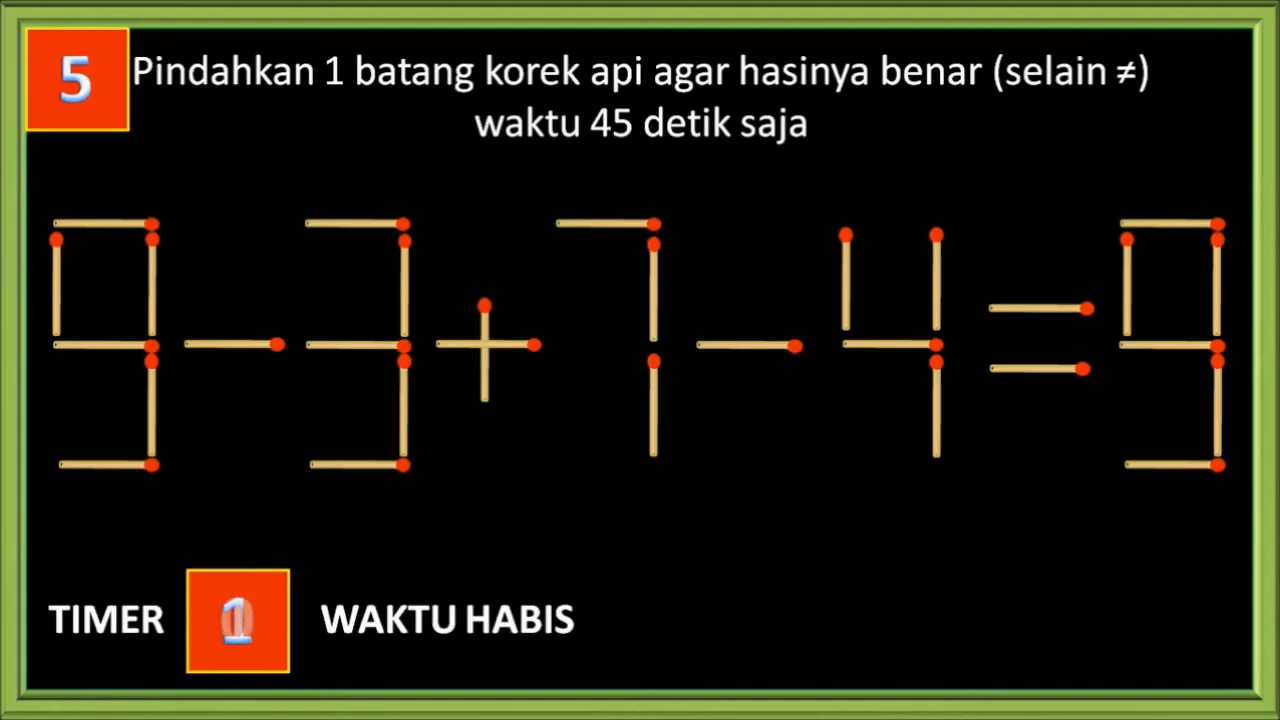 5
Pindahkan 1 batang korek api agar hasinya benar (selain ≠)
waktu 45 detik saja
9-3+7-4=9
TIMER 1 WAKTU HABIS